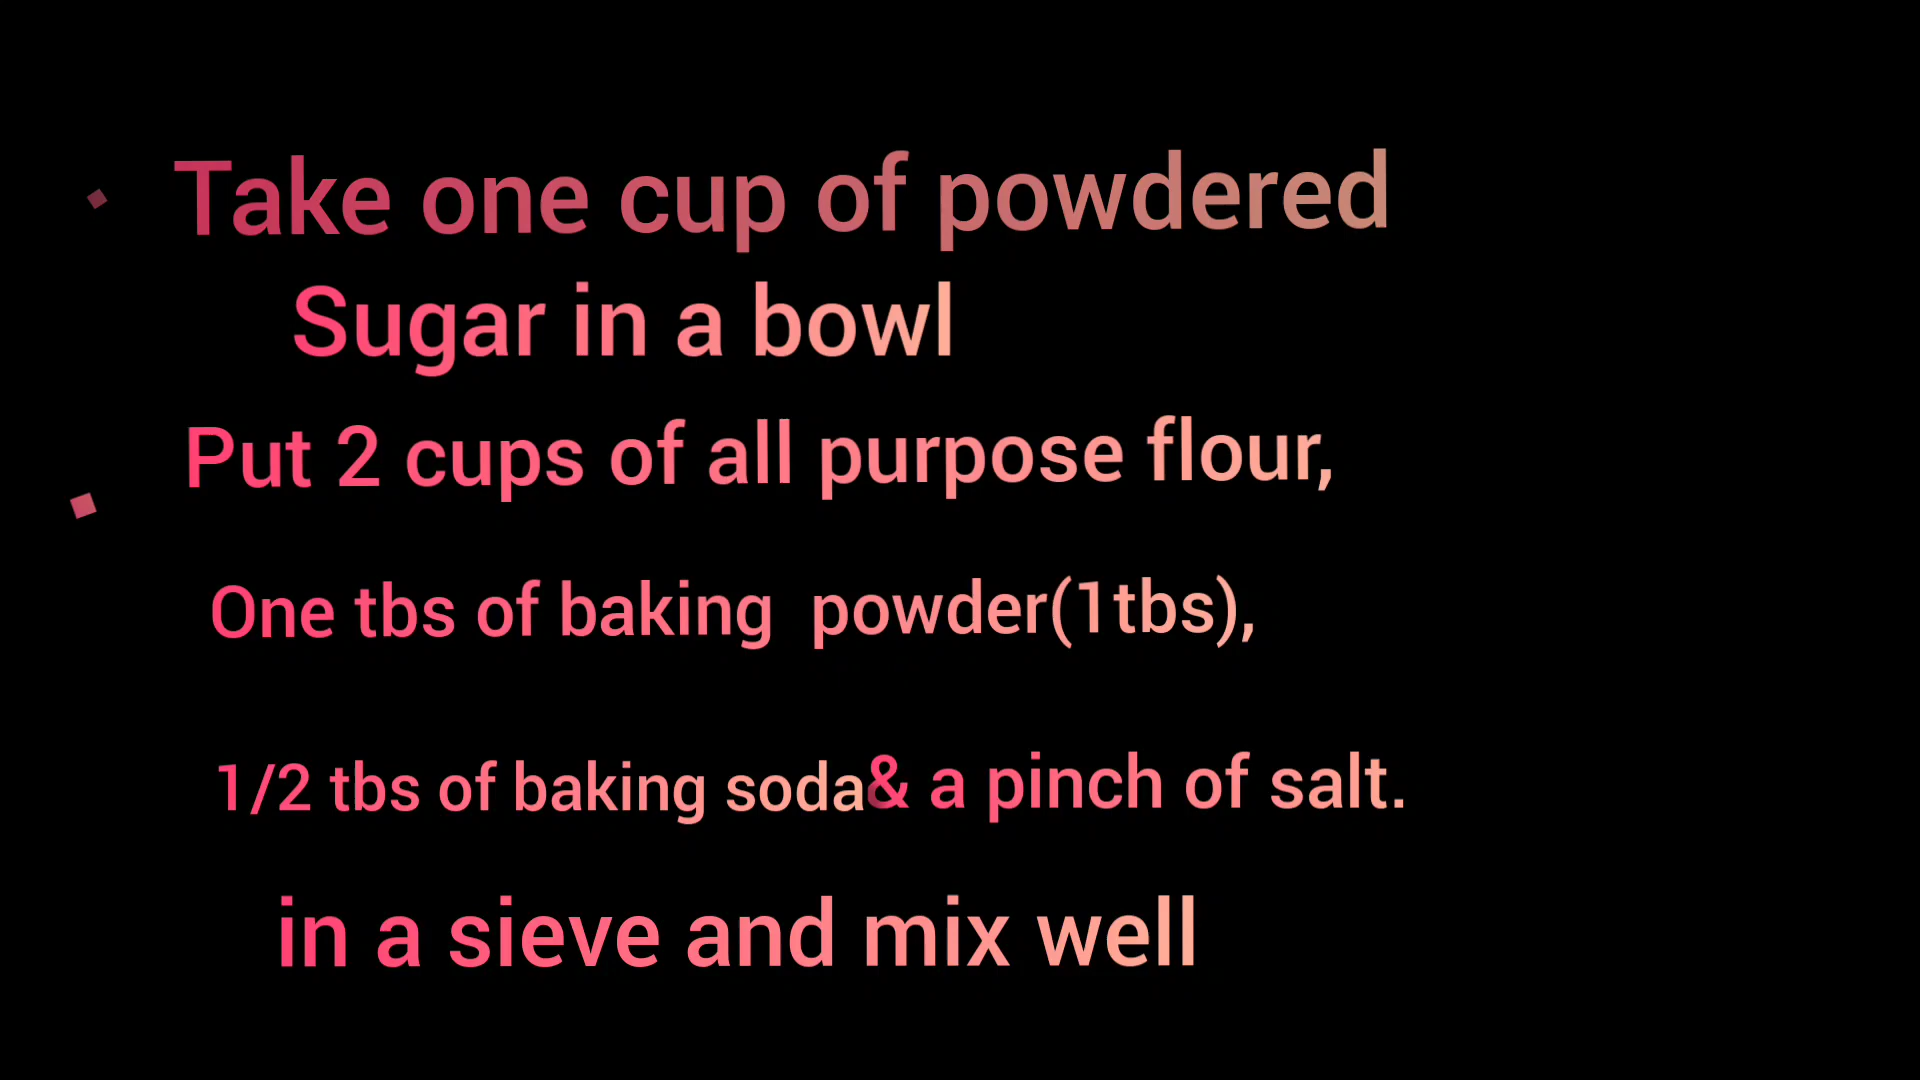 Take one cup of powdered
Sugar in a bowl
Put 2 cups of all purpose flour,
One tbs of baking  powder(1tbs),
1/2 tbs of baking soda& a pinch of salt.
in a sieve and mix well